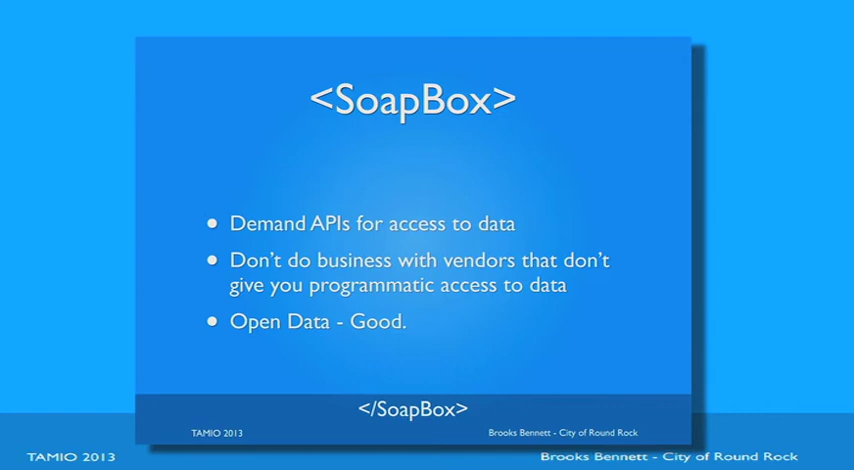 <SoapBox>
• Demand APIs for access to data
• Don't do business with vendors that don't
give you programmatic access to data
• Open Data - Good.
</SoapBox>
TAMIO 2013
Brooks Bennett - City of Round Rock
TAMIO 2013
Brooks Bennett - City of Round Rock